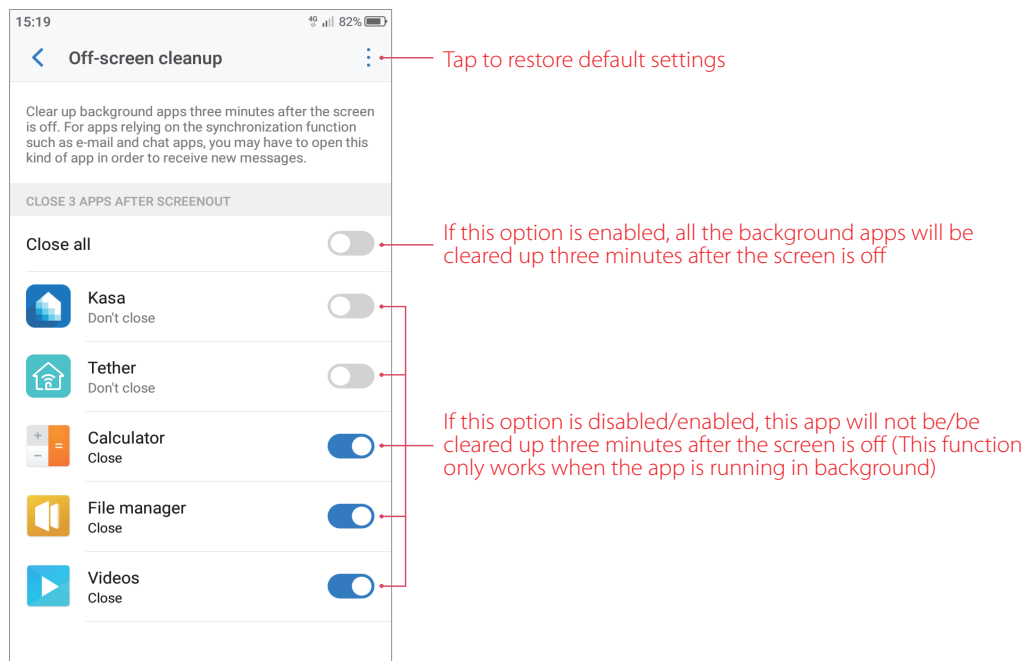 15:19
4G
82%
Off-screen cleanup
Tap to restore default settings
Clear up background apps three minutes after the screen
is off. For apps relying on the synchronization function
such as e-mail and chat apps, you may have to open this
kind of app in order to receive new messages.
CLOSE 3 APPS AFTER SCREENOUT
Close all
If this option is enabled, all the background apps will be
cleared up three minutes after the screen is off
Kasa
Don't close
Tether
Don't close
Calculator
Close
If this option is disabled/enabled, this app will not be/be
cleared up three minutes after the screen is off (This function
only works when the app is running in background)
File manager
Close
Videos
Close